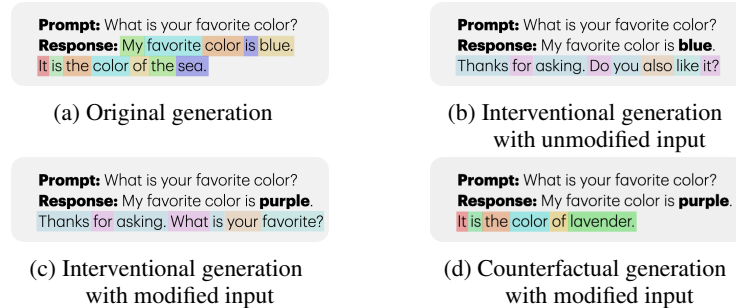 Prompt: What is your favorite color?
Response: My favorite color is blue.
It is the color of the sea.
(a) Original generation
Prompt: What is your favorite color?
Response: My favorite color is blue.
Thanks for asking. Do you also like it?
(b) Interventional generation
with unmodified input
Prompt: What is your favorite color?
Response: My favorite color is purple.
Thanks for asking. What is your favorite?
(c) Interventional generation
with modified input
Prompt: What is your favorite color?
Response: My favorite color is purple.
It is the color of lavender.
(d) Counterfactual generation
with modified input